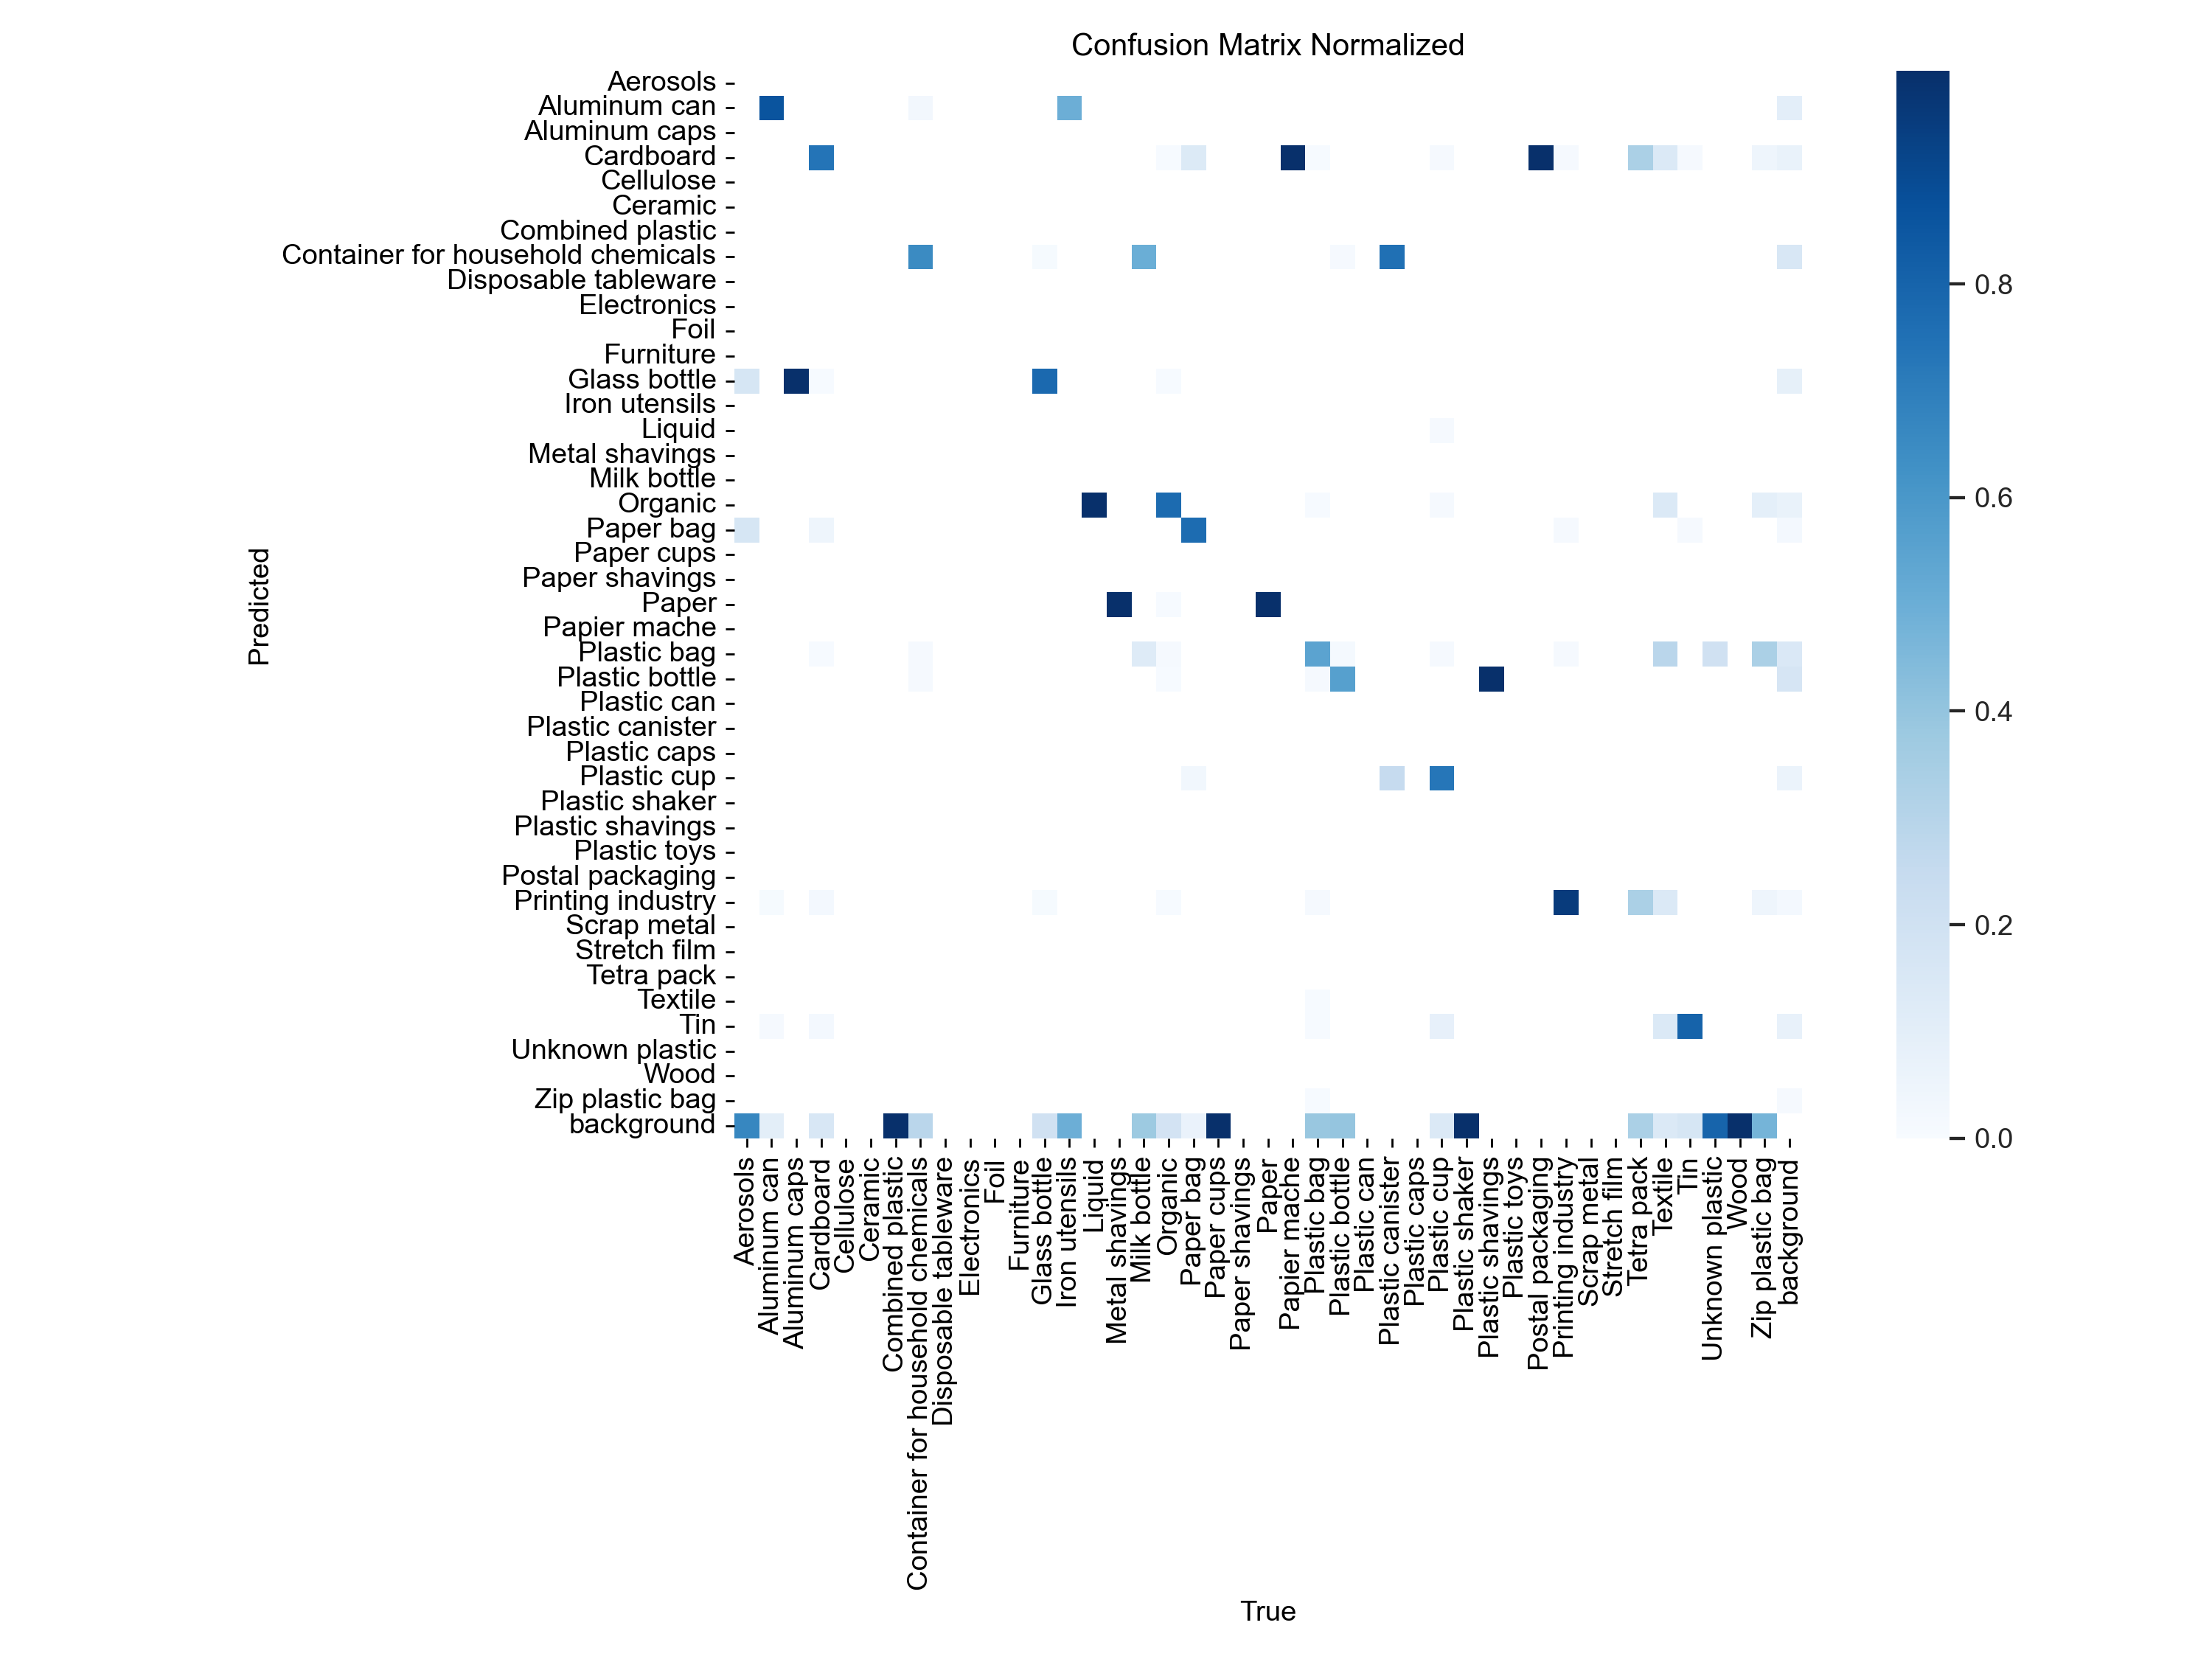 Confusion Matrix Normalized
Aerosols
Aluminum can
Aluminum caps
Cardboard
Cellulose
Ceramic
Combined plastic
Container for household chemicals
Disposable tableware
Electronics
Foil
Furniture
Glass bottle
Iron utensils
Liquid
Metal shavings
Milk bottle
Organic
Paper bag
Paper cups
Paper shavings
Paper
Papier mache
Plastic bag
Plastic bottle
Plastic can
Plastic canister
Plastic caps
Plastic cup
Plastic shaker
Plastic shavings
Plastic toys
Postal packaging
Printing industry
Scrap metal
Stretch film
Tetra pack
Textile
Tin
Unknown plastic
Wood
Zip plastic bag
background
Predicted
Aerosols
Aluminum can
Aluminum caps
Cardboard
Cellulose
Ceramic
Combined plastic
Container for household chemicals
Disposable tableware
Electronics
Foil
Furniture
Glass bottle
Iron utensils
Liquid
Metal shavings
Milk bottle
Organic
Paper bag
Paper cups
Paper shavings
Paper
Papier mache
Plastic bag
Plastic bottle
Plastic can
Plastic canister
Plastic caps
Plastic cup
Plastic shaker
Plastic shavings
Plastic toys
Postal packaging
Printing industry
Scrap metal
Stretch film
Tetra pack
Textile
Tin
Unknown plastic
Wood
Zip plastic bag
background
True
0.8
0.6
0.4
0.2
0.0